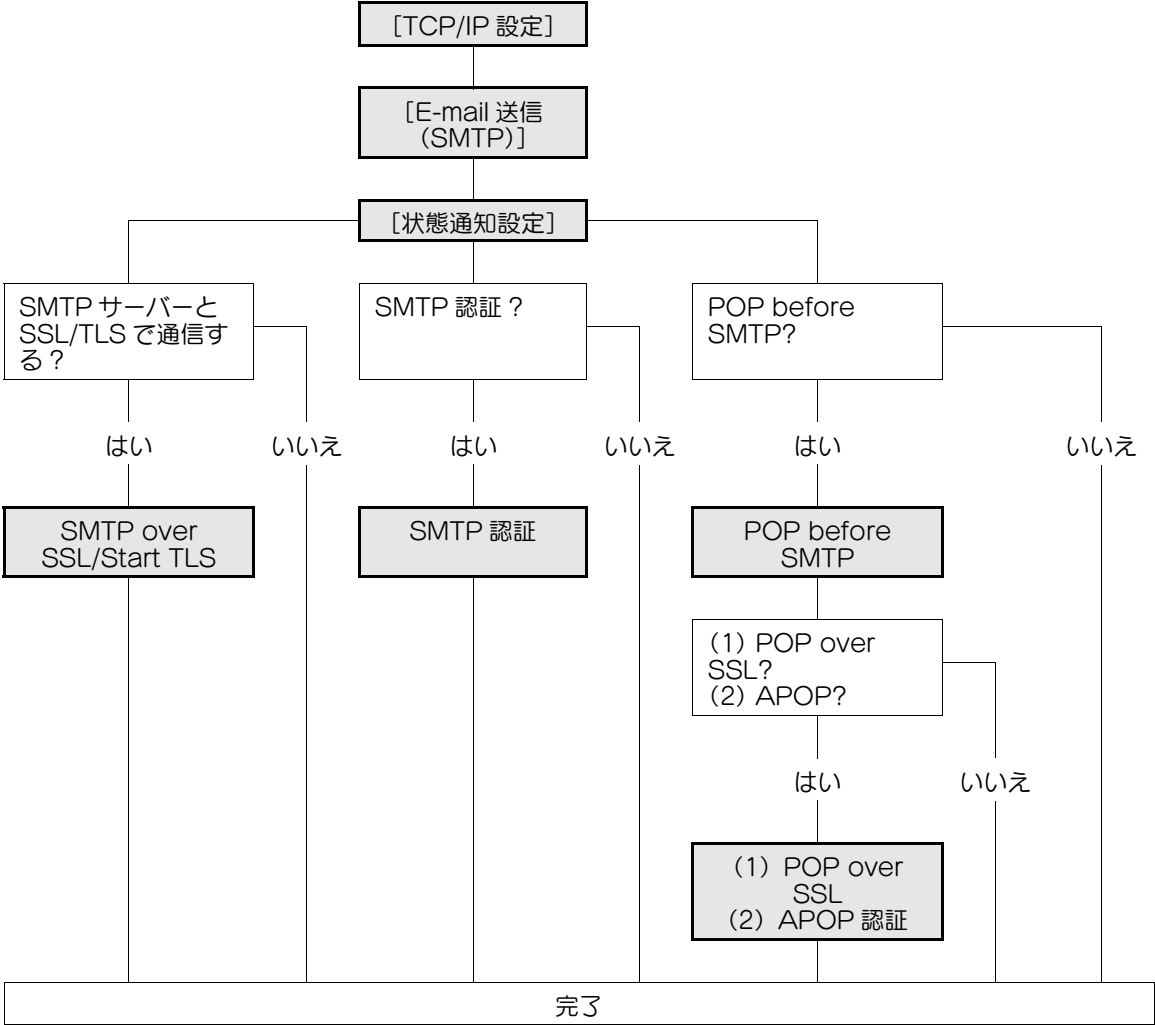 [TCP/IP 設定]
[E-mail 送信
(SMTP)]
[状態通知設定]
SMTP サーバーと
SSL/TLS で通信す
る？
SMTP 認証？
POP before
SMTP?
はい
いいえ
はい
いいえ
はい
いいえ
SMTP over
SSL/Start TLS
SMTP 認証
POP before
SMTP
(1) POP over
SSL?
(2) APOP?
はい
いいえ
(1) POP over
SSL
(2) APOP 認証
完了